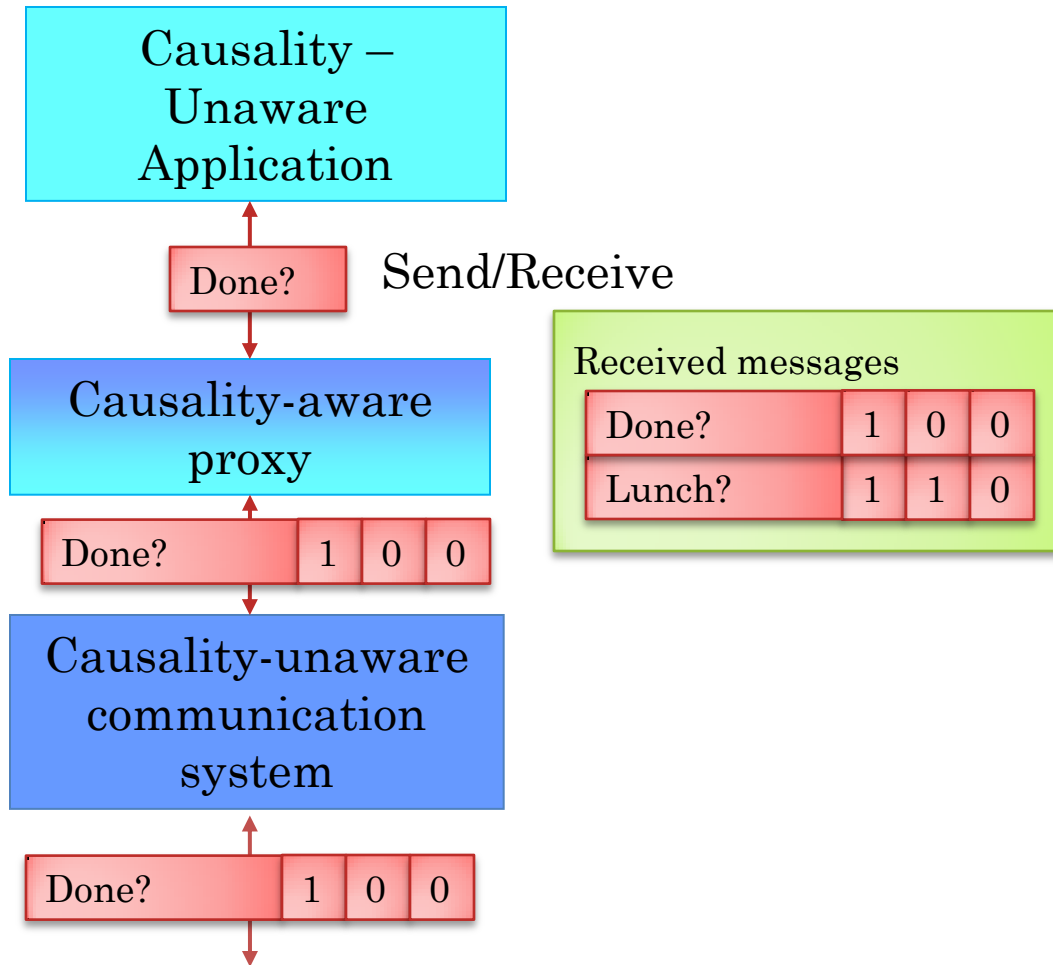 Causality –
Unaware
Application
Done?
Send/Receive
Causality-aware
proxy
Received messages
Done? 1 0 0
Lunch? 1 1 0
Done? 1 0 0
Causality-unaware
communication
system
Done? 1 0 0